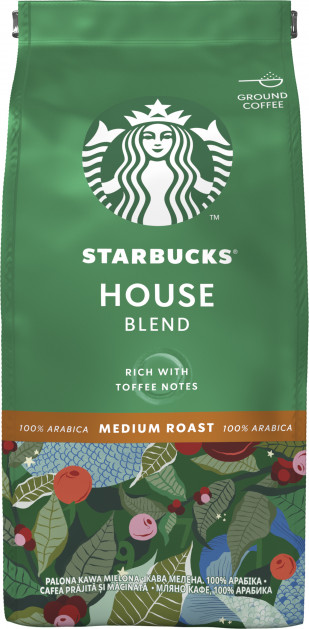 GROUND
COFFEE
TM
STARBUCKS®
HOUSE
BLEND
RICH WITH
TOFFEE NOTES
100% ARABICA MEDIUM ROAST 100% ARABICA
PALONA KAWA MIELONA • КАВА МЕЛЕНА, 100% АРАБІКА •
CAFEA PRĂJITĂ ȘI MĂCINATĂ • МЛЯНО КАФЕ, 100% АРАБИКА